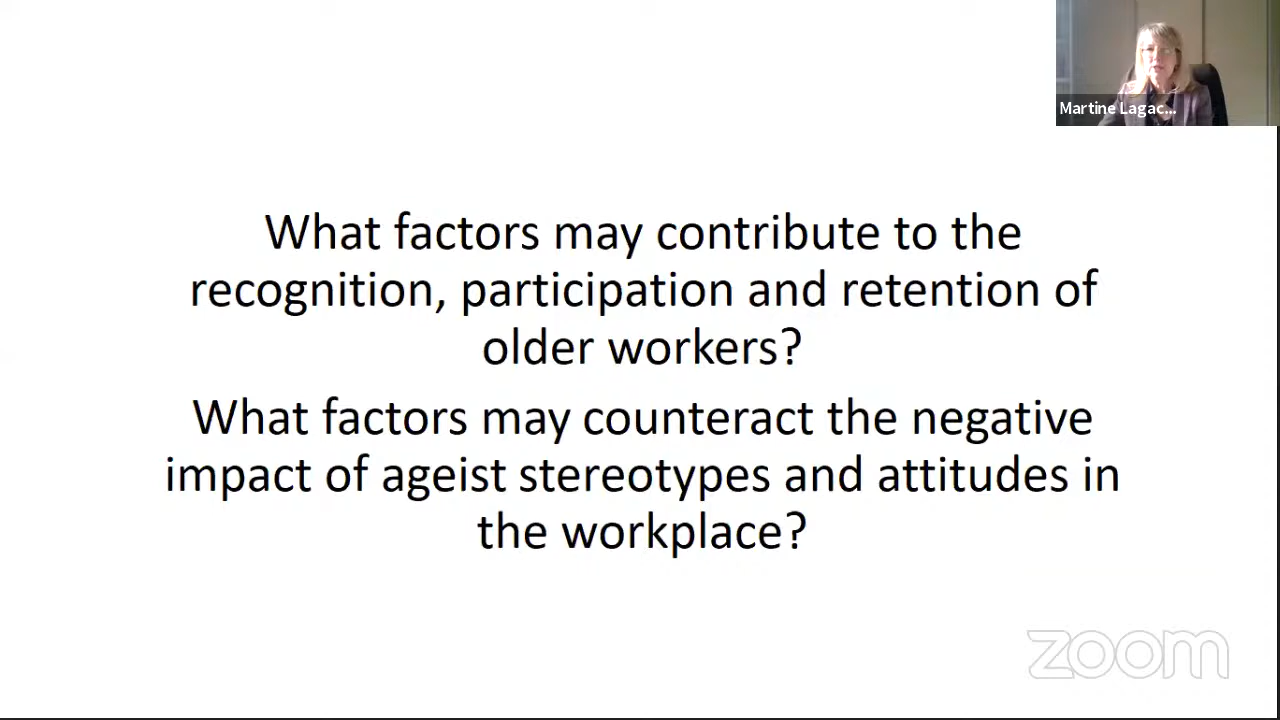 Martine Lagac...
What factors may contribute to the
recognition, participation and retention of
older workers?
What factors may counteract the negative
impact of ageist stereotypes and attitudes in
the workplace?
zoom